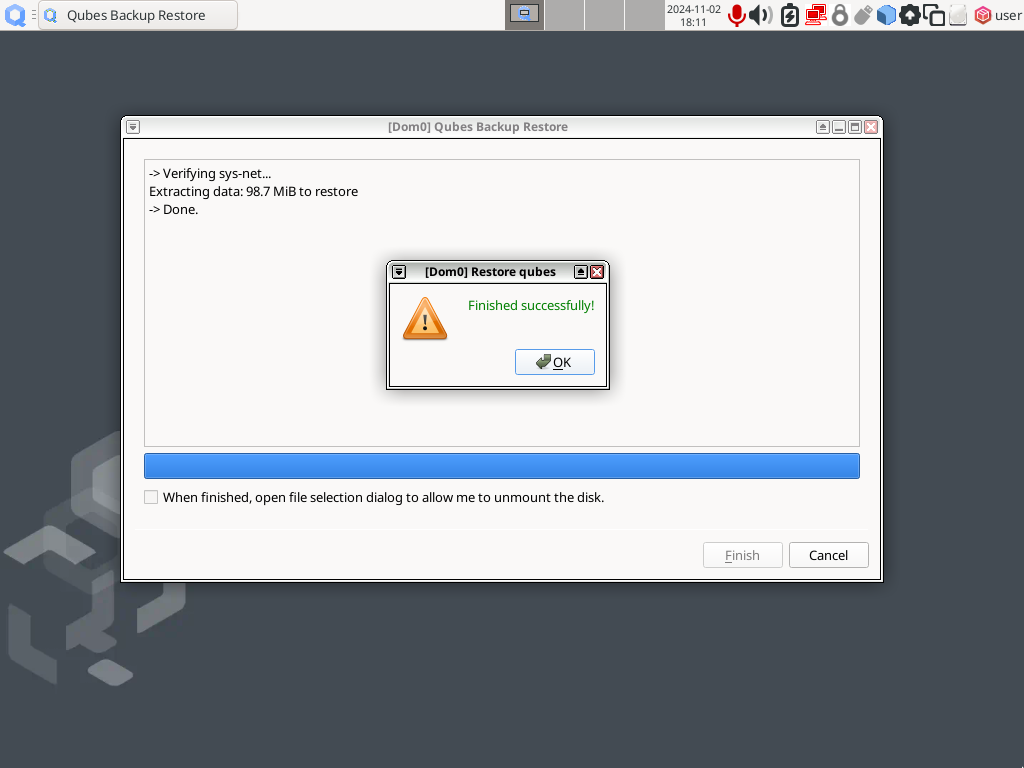 Qubes Backup Restore
2024-11-02
18:11
user
[Dom0] Qubes Backup Restore
-> Verifying sys-net...
Extracting data: 98.7 MiB to restore
-> Done.
[Dom0] Restore qubes
Finished successfully!
OK
When finished, open file selection dialog to allow me to unmount the disk.
Finish
Cancel